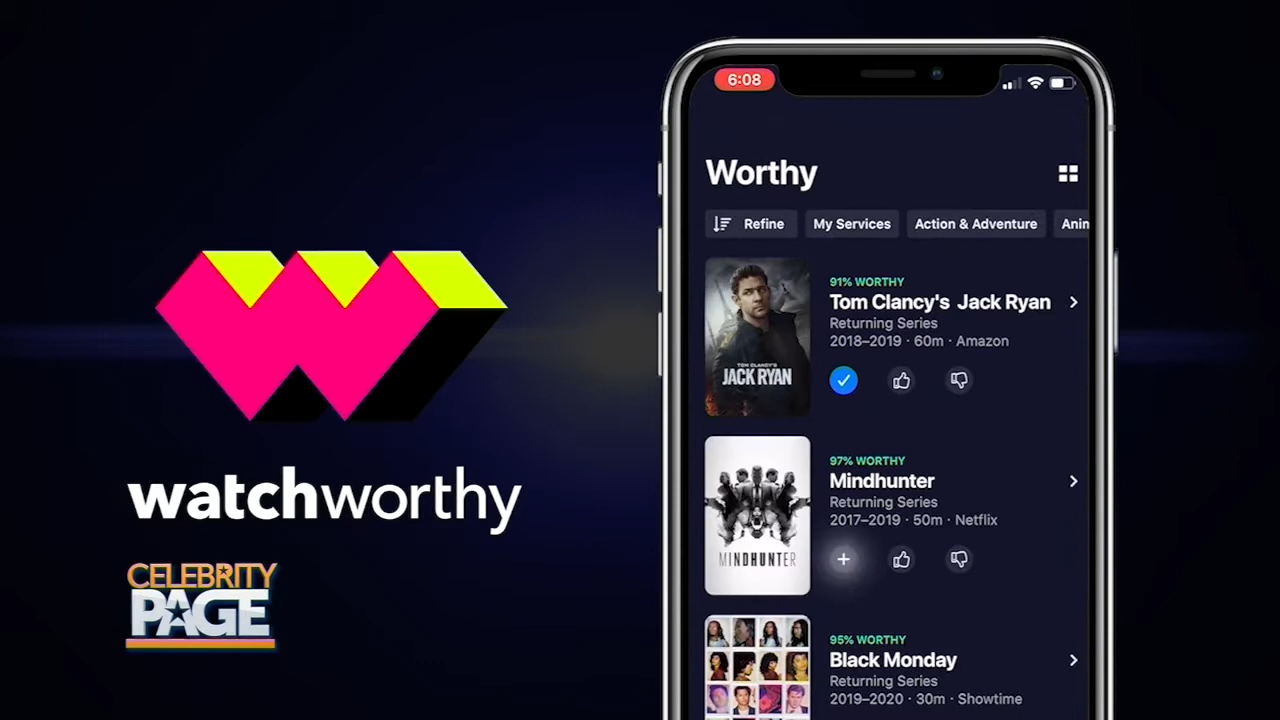 6:08
Worthy
Refine
My Services
Action & Adventure
Anin
TOM CLANCY'S
JACK RYAN
91% WORTHY
Tom Clancy's Jack Ryan
Returning Series
2018–2019 · 60m · Amazon
MINDHUNTER
97% WORTHY
Mindhunter
Returning Series
2017–2019 · 50m · Netflix
95% WORTHY
Black Monday
Returning Series
2019–2020 · 30m · Showtime
watchworthy
CELEBRITY
PAGE